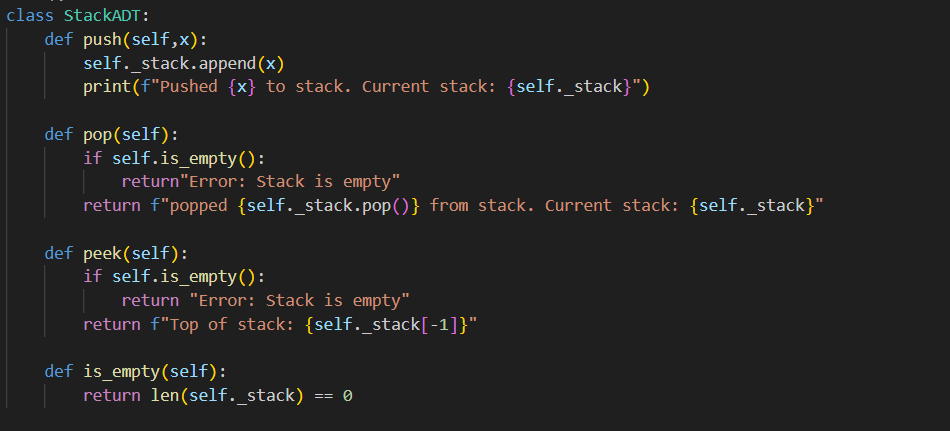 class StackADT:
    def push(self,x):
        self._stack.append(x)
        print(f"Pushed {x} to stack. Current stack: {self._stack}")

    def pop(self):
        if self.is_empty():
            return"Error: Stack is empty"
        return f"popped {self._stack.pop()} from stack. Current stack: {self._stack}"

    def peek(self):
        if self.is_empty():
            return "Error: Stack is empty"
        return f"Top of stack: {self._stack[-1]}"

    def is_empty(self):
        return len(self._stack) == 0